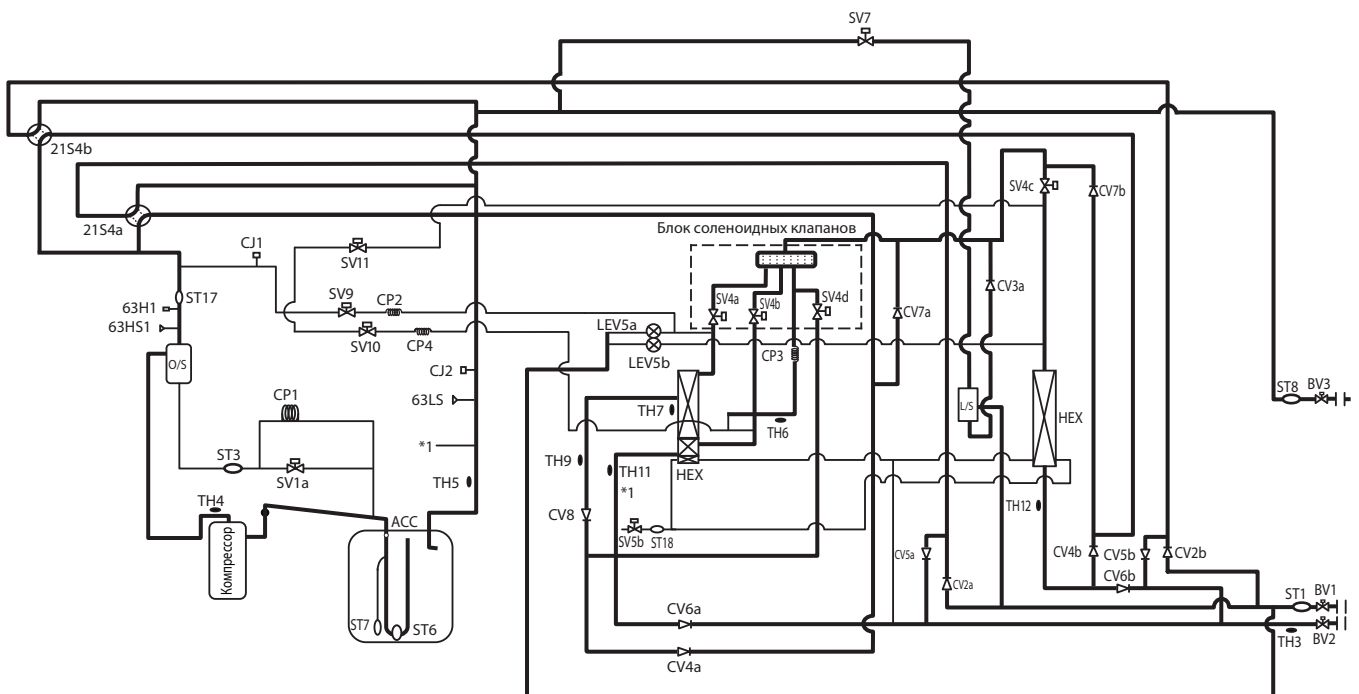 SV7
21S4b
21S4a
CJ1
SV11
Блок соленоидных клапанов
SV4c
CV7b
ST17
63H1
63HS1
SV9
CP2
SV10
CP4
SV4a
SV4b
SV4d
CV7a
CV3a
LEV5a
LEV5b
CP3
O/S
CJ2
63LS
*1
CP1
ST3
SV1a
TH5
TH7
TH6
L/S
HEX
ST8
BV3
TH9
TH11
*1
HEX
TH4
ACC
Компрессор
CV8
SV5b
ST18
TH12
CV5a
CV2a
CV4b
CV5b
CV2b
CV6b
ST7
ST6
CV6a
CV4a
ST1
BV1
TH3
BV2